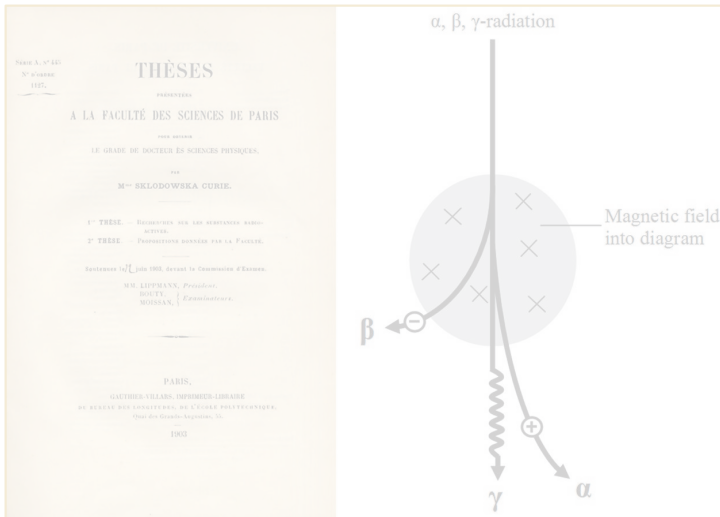 Série A, nº 445
Nº d'ordre
1127.
THÈSES
PRÉSENTÉES
A LA FACULTÉ DES SCIENCES DE PARIS
POUR OBTENIR
LE GRADE DE DOCTEUR ÈS SCIENCES PHYSIQUES,
PAR
Mme SKLODOWSKA CURIE.
1re THÈSE. — Recherches sur les substances radio-
actives.
2e THÈSE. — Propositions données par la Faculté.
Soutenues le juin 1903, devant la Commission d'Examen.
MM. LIPPMANN, Président.
BOUTY,
MOISSAN, } Examinateurs.
PARIS,
GAUTHIER-VILLARS, IMPRIMEUR-LIBRAIRE
DU BUREAU DES LONGITUDES, DE L'ÉCOLE POLYTECHNIQUE,
Quai des Grands-Augustins, 55.
1903
α, β, γ-radiation
Magnetic field
into diagram
β
−
+
γ
α